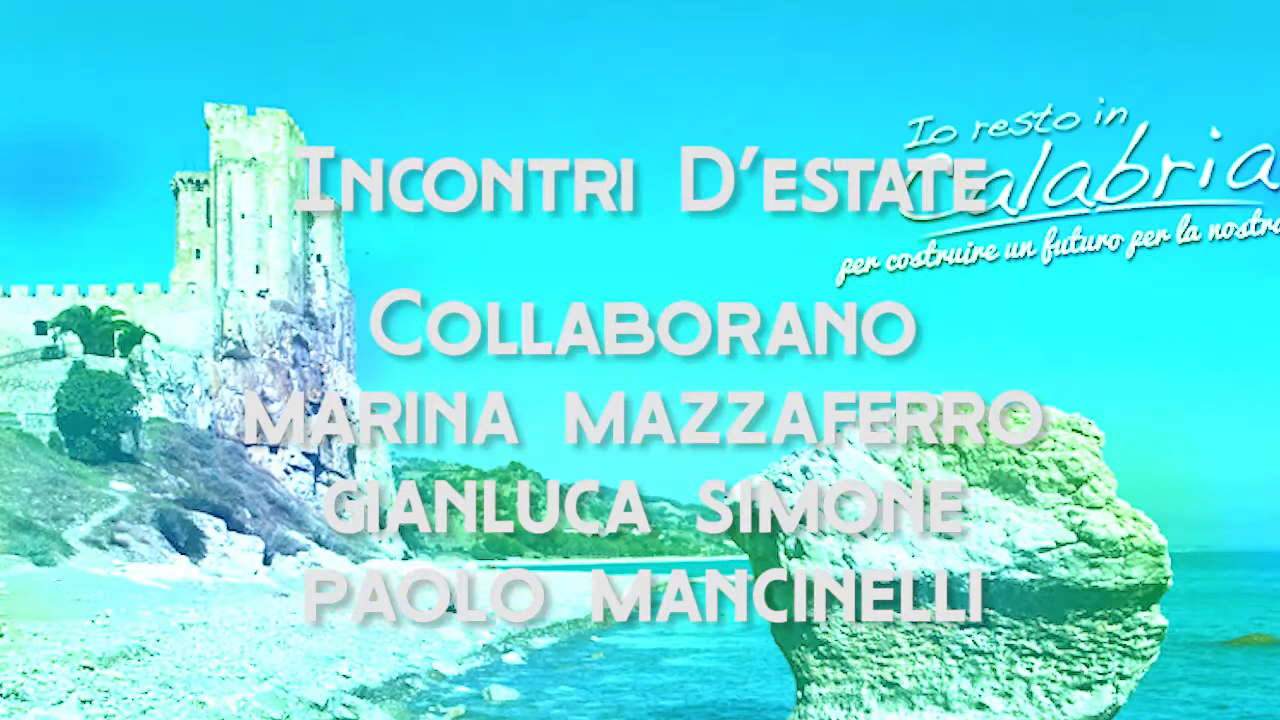 Io resto in
Calabria
per costruire un futuro per la nostra
INCONTRI D'ESTATE
COLLABORANO
MARINA MAZZAFERRO
GIANLUCA SIMONE
PAOLO MANCINELLI